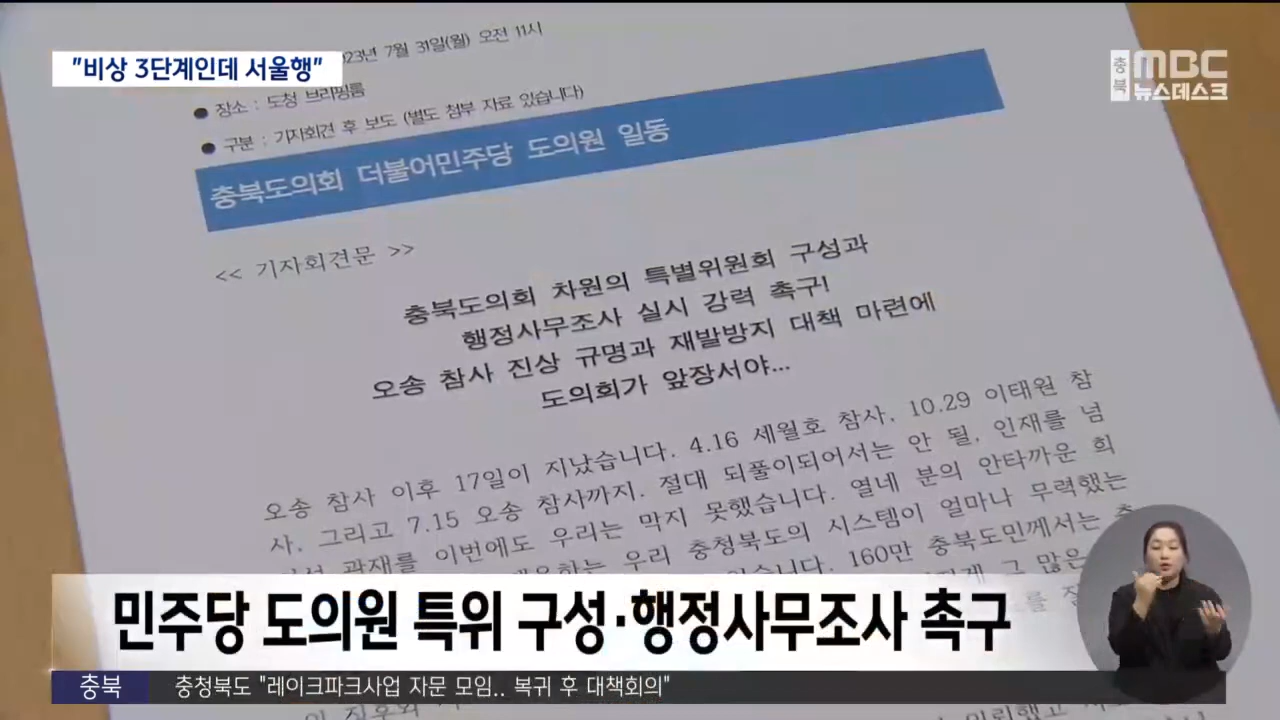 "비상 3단계인데 서울행"
충북 MBC
뉴스데스크
023년 7월 31일(월) 오전 11시
● 장소 : 도청 브리핑룸
● 구분 : 기자회견 후 보도 (별도 첨부 자료 있습니다)
충북도의회 더불어민주당 도의원 일동
<< 기자회견문 >>
충북도의회 차원의 특별위원회 구성과
행정사무조사 실시 강력 촉구!
오송 참사 진상 규명과 재발방지 대책 마련에
도의회가 앞장서야...
오송 참사 이후 17일이 지났습니다. 4.16 세월호 참사. 10.29 이태원 참
사. 그리고 7.15 오송 참사까지. 절대 되풀이되어서는 안 될. 인재를 넘
관재를 이번에도 우리는 막지 못했습니다. 열네 분의 안타까운 희
우리 충청북도의 시스템이 얼마나 무력했는
160만 충북도민께서는
그 많은
민주당 도의원 특위 구성·행정사무조사 촉구
충북 충청북도 "레이크파크사업 자문 모임.. 복귀 후 대책회의"